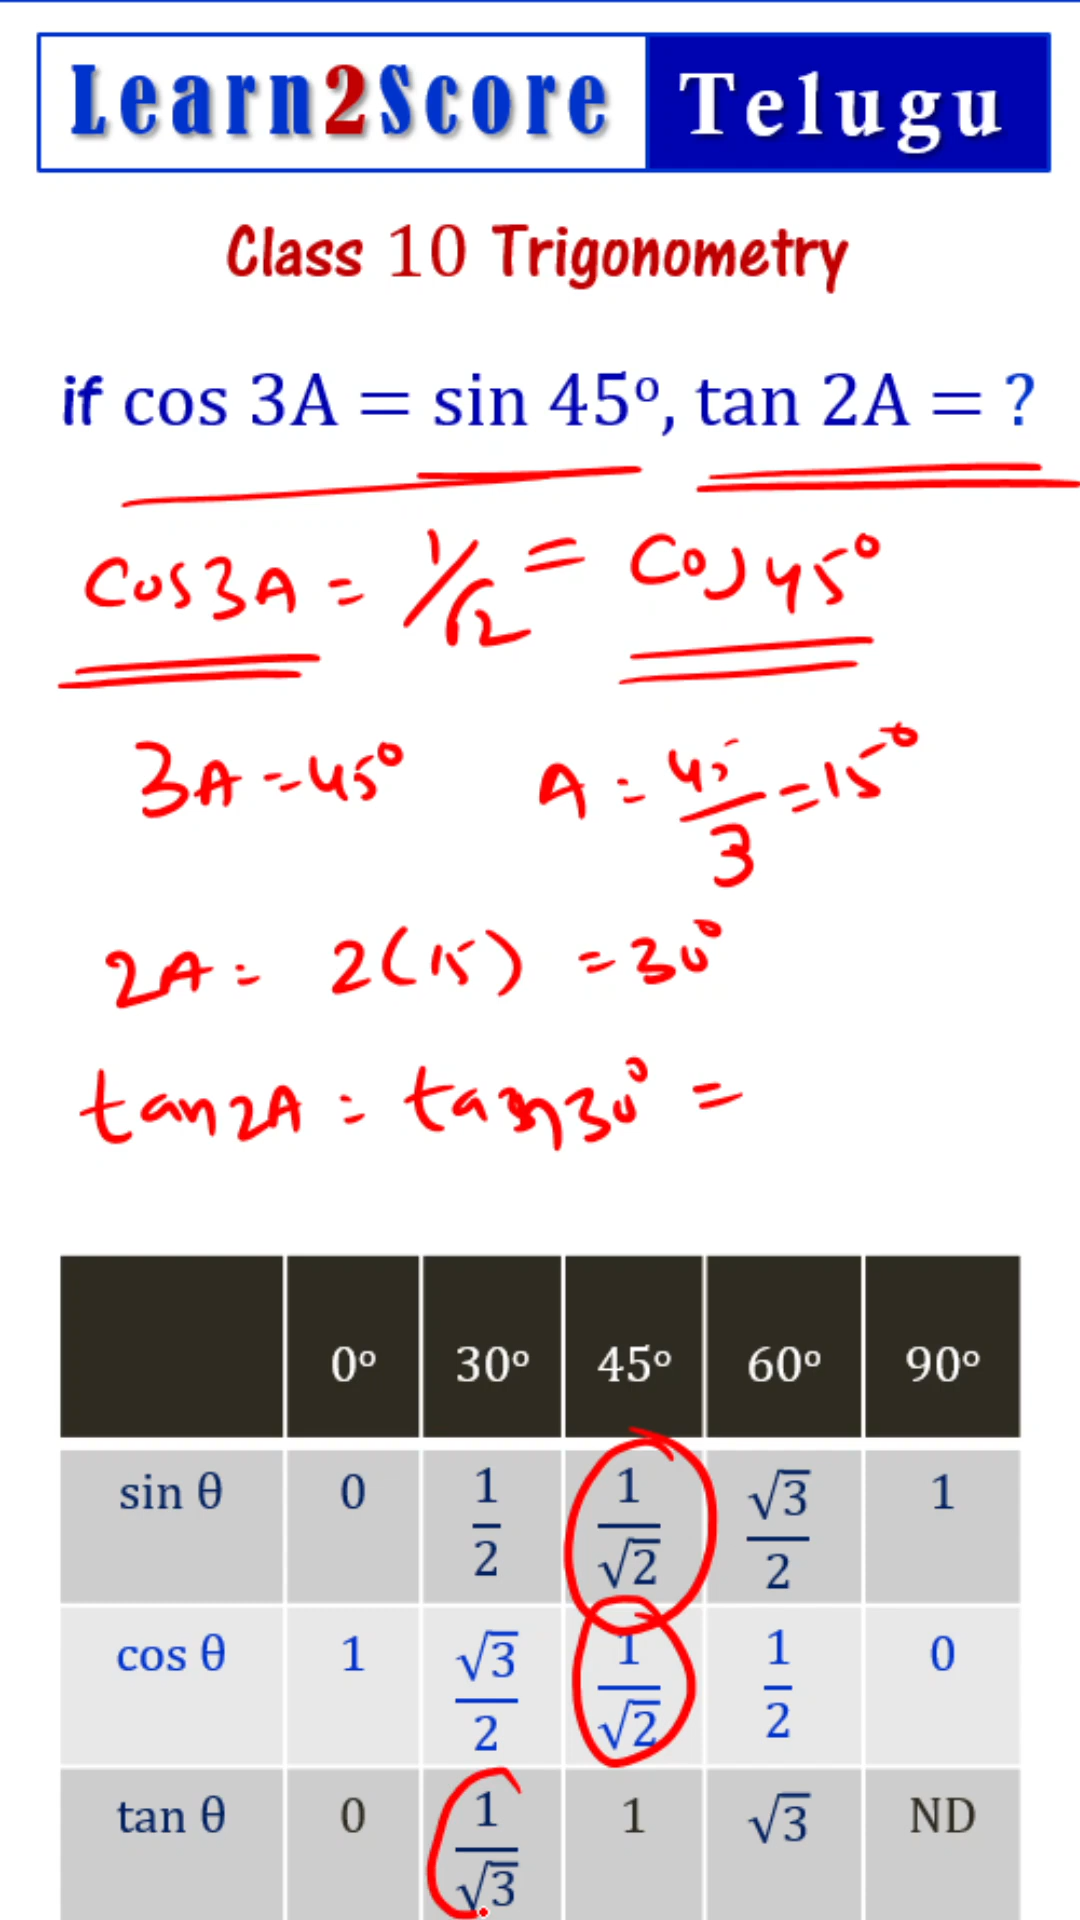 Learn2Score Telugu
Class 10 Trigonometry
if cos 3A = sin 45°, tan 2A = ?
Cos3A = 1/√2 = Cos45°
3A = 45° A = 45/3 = 15°
2A = 2(15) = 30°
tan2A = tan30° =
0° 30° 45° 60° 90°
sin θ 0 1/2 1/√2 √3/2 1
cos θ 1 √3/2 1/√2 1/2 0
tan θ 0 1/√3 1 √3 ND